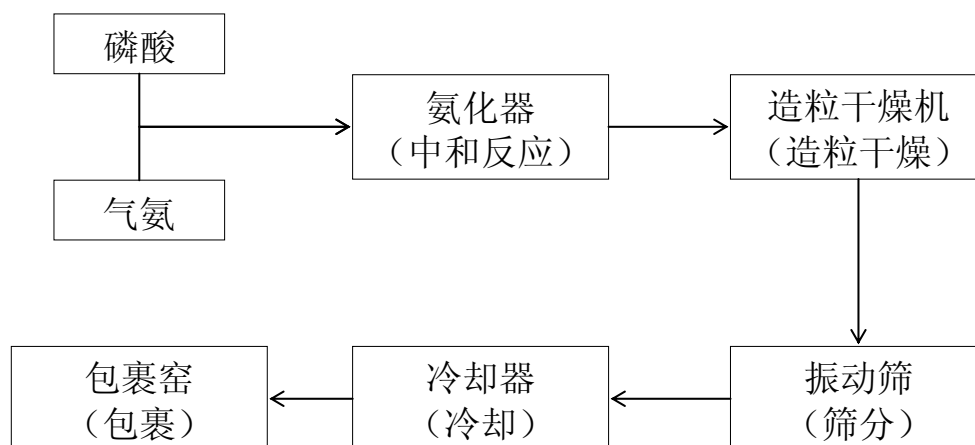 磷酸
气氨
氨化器
（中和反应）
造粒干燥机
（造粒干燥）
振动筛
（筛分）
冷却器
（冷却）
包裹窑
（包裹）